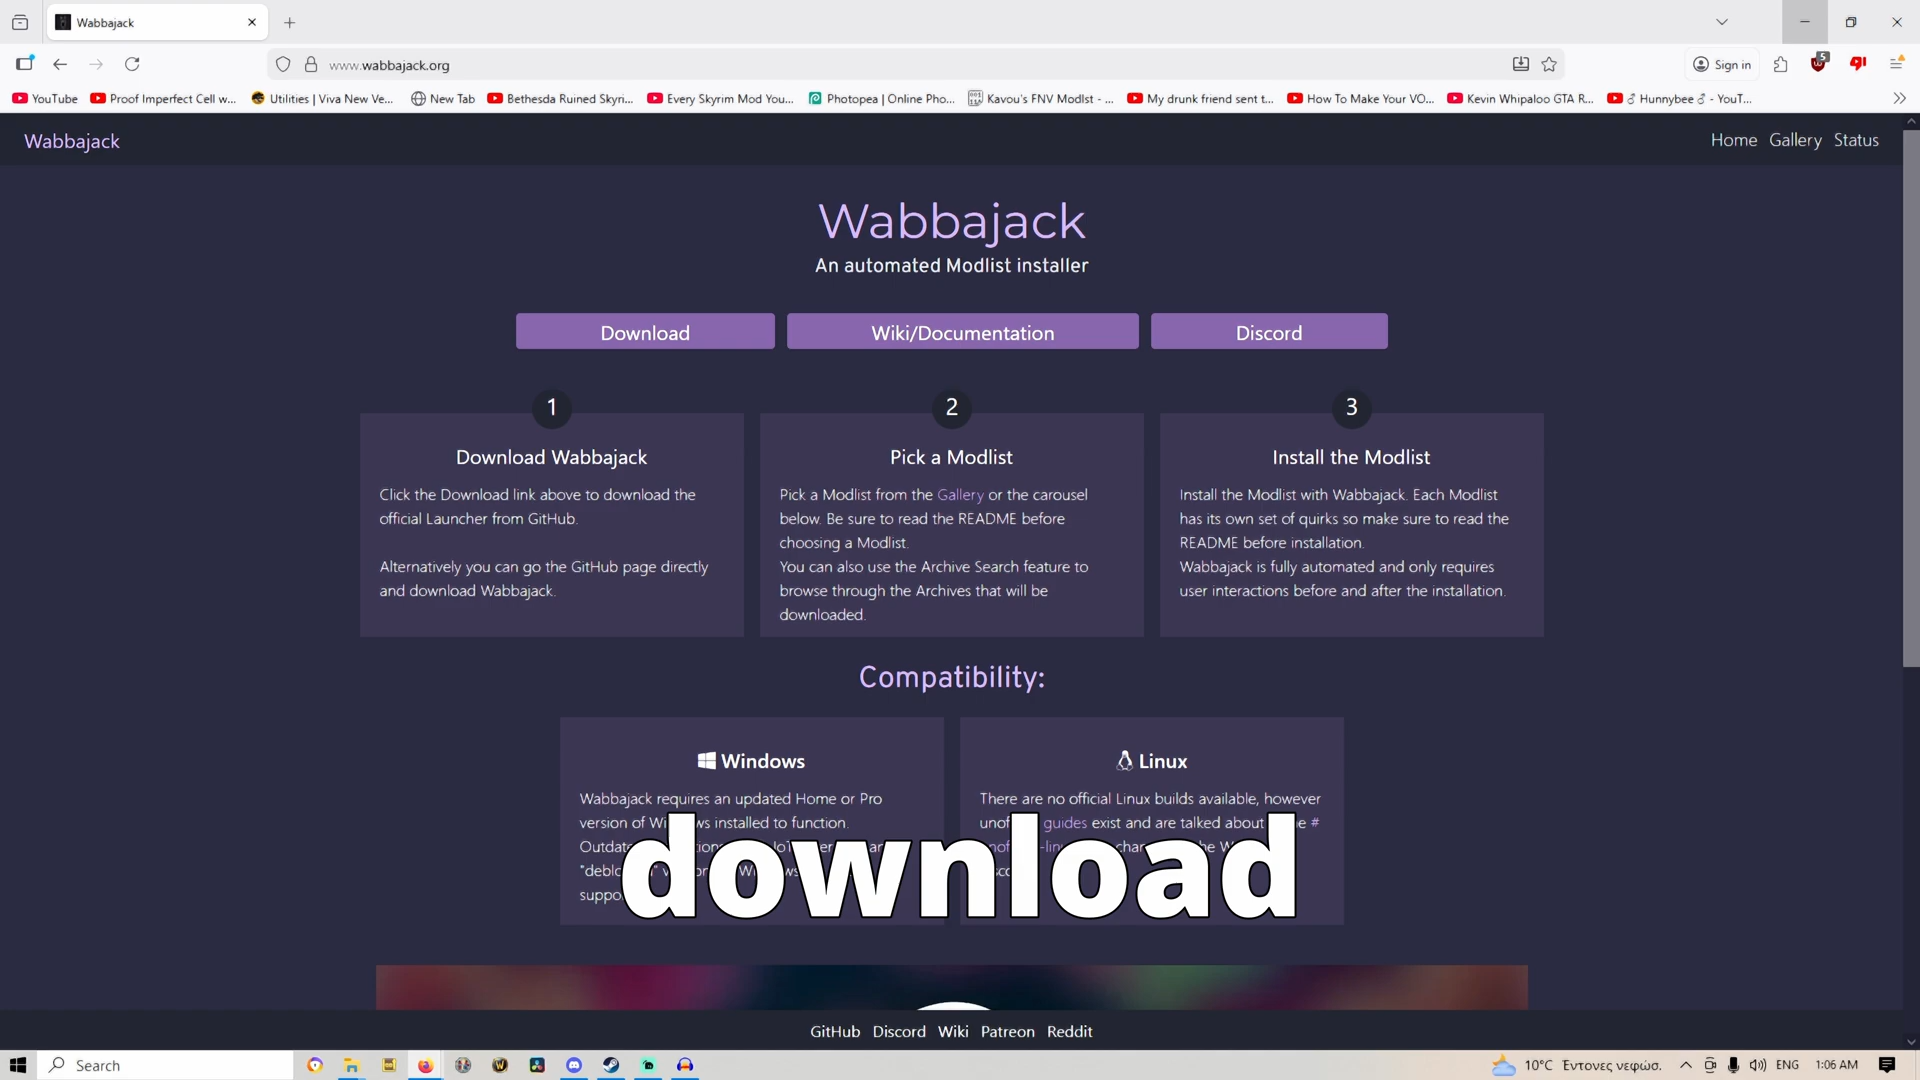 Wabbajack
www.wabbajack.org
Sign in
5
YouTube
Proof Imperfect Cell w...
Utilities | Viva New Ve...
New Tab
Bethesda Ruined Skyri...
Every Skyrim Mod You...
Photopea | Online Pho...
Kavou's FNV Modlst - ...
My drunk friend sent t...
How To Make Your VO...
Kevin Whipaloo GTA R...
♂ Hunnybee ♂ - YouT...
Wabbajack
Home Gallery Status
Wabbajack
An automated Modlist installer
Download
Wiki/Documentation
Discord
1
Download Wabbajack
Click the Download link above to download the
official Launcher from GitHub.
Alternatively you can go the GitHub page directly
and download Wabbajack.
2
Pick a Modlist
Pick a Modlist from the Gallery or the carousel
below. Be sure to read the README before
choosing a Modlist.
You can also use the Archive Search feature to
browse through the Archives that will be
downloaded.
3
Install the Modlist
Install the Modlist with Wabbajack. Each Modlist
has its own set of quirks so make sure to read the
README before installation.
Wabbajack is fully automated and only requires
user interactions before and after the installation.
Compatibility:
Windows
Wabbajack requires an updated Home or Pro
version of installed to function.
Linux
There are no official Linux builds available, however
guides exist and are talked about #
download
GitHub Discord Wiki Patreon Reddit
Search
10°C Έντονες νεφώσ.
ENG
1:06 AM